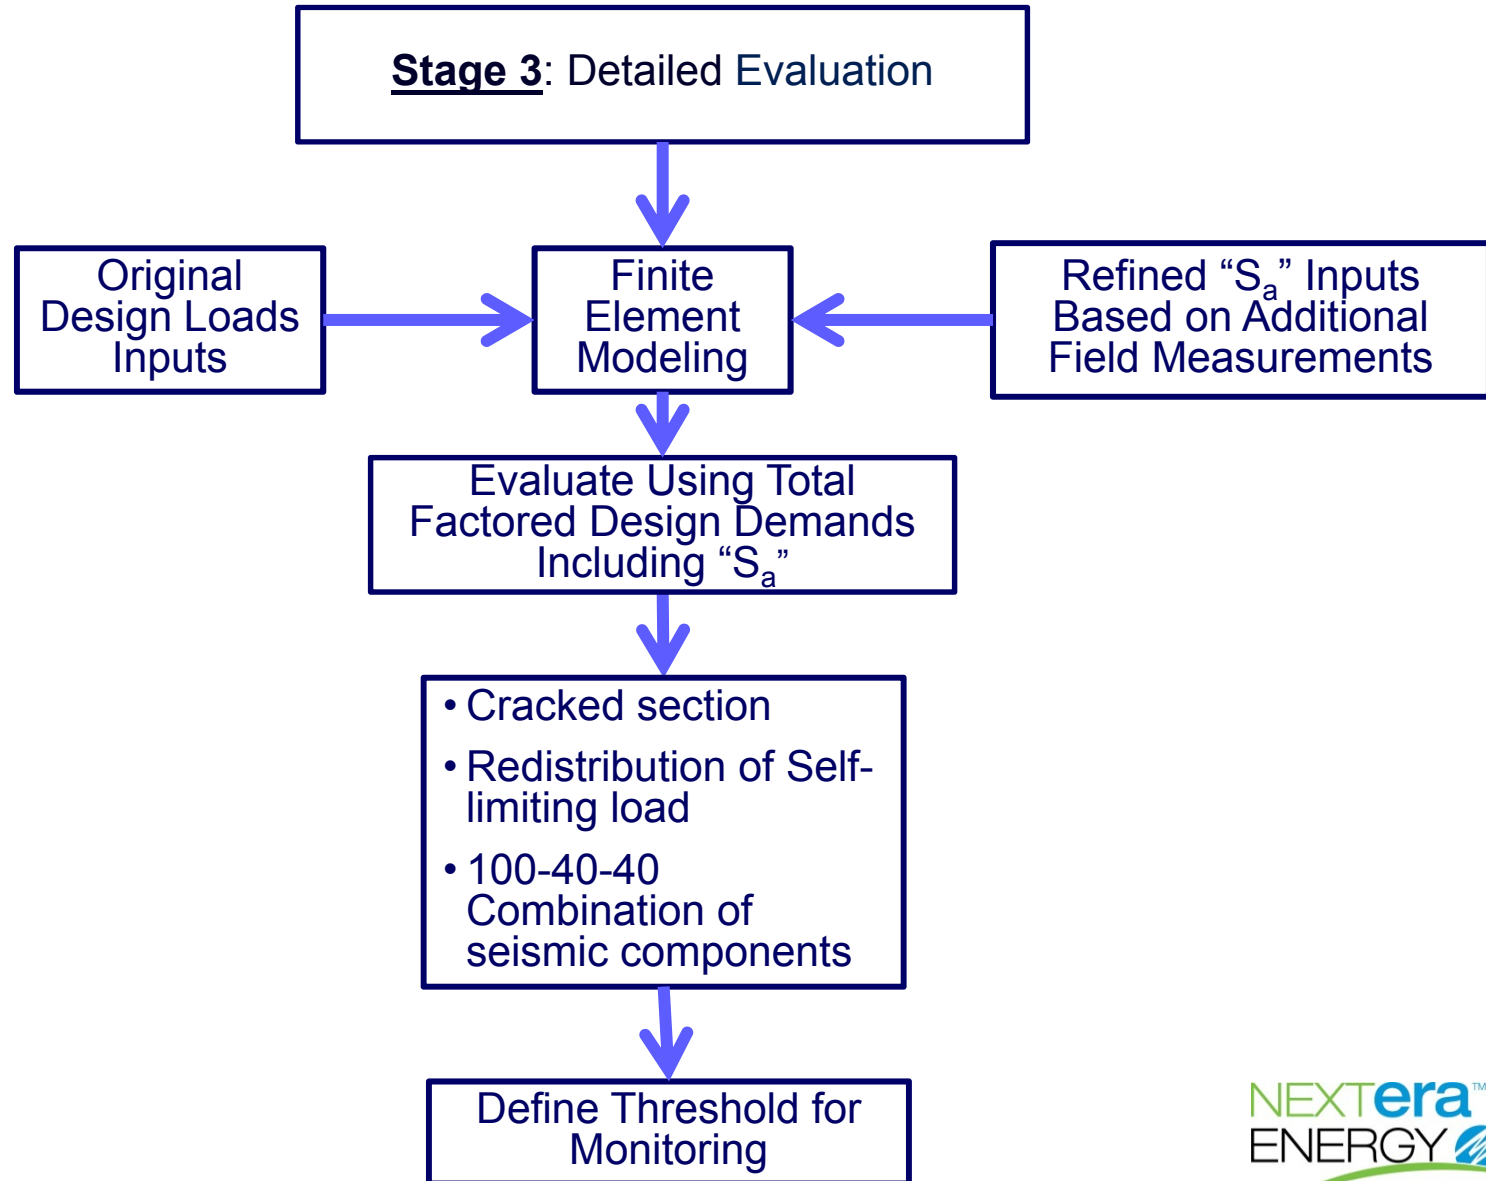 Stage 3: Detailed Evaluation
Original
Design Loads
Inputs
Finite
Element
Modeling
Refined “Sa” Inputs
Based on Additional
Field Measurements
Evaluate Using Total
Factored Design Demands
Including “Sa”
• Cracked section
• Redistribution of Self-
limiting load
• 100-40-40
Combination of
seismic components
Define Threshold for
Monitoring
NEXTera™
ENERGY